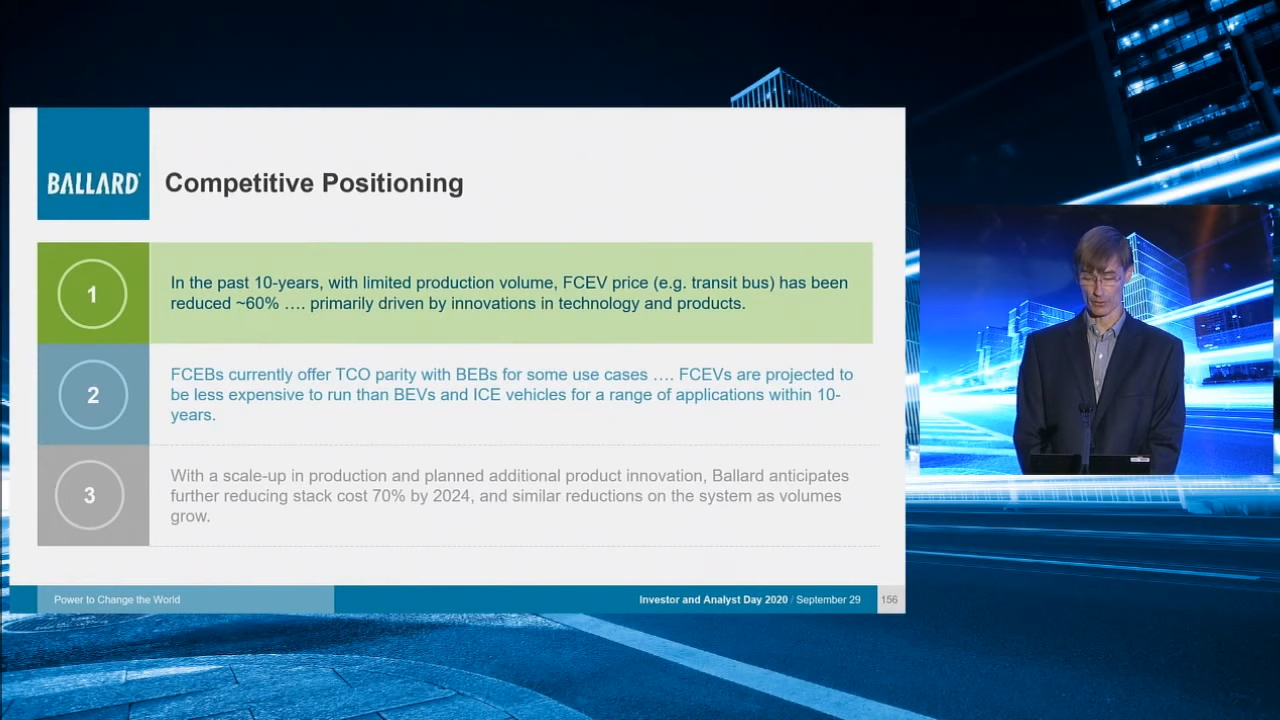 BALLARD
Competitive Positioning
1
In the past 10-years, with limited production volume, FCEV price (e.g. transit bus) has been
reduced ~60% …. primarily driven by innovations in technology and products.
2
FCEBs currently offer TCO parity with BEBs for some use cases …. FCEVs are projected to
be less expensive to run than BEVs and ICE vehicles for a range of applications within 10-
years.
3
With a scale-up in production and planned additional product innovation, Ballard anticipates
further reducing stack cost 70% by 2024, and similar reductions on the system as volumes
grow.
Power to Change the World
Investor and Analyst Day 2020 / September 29
156